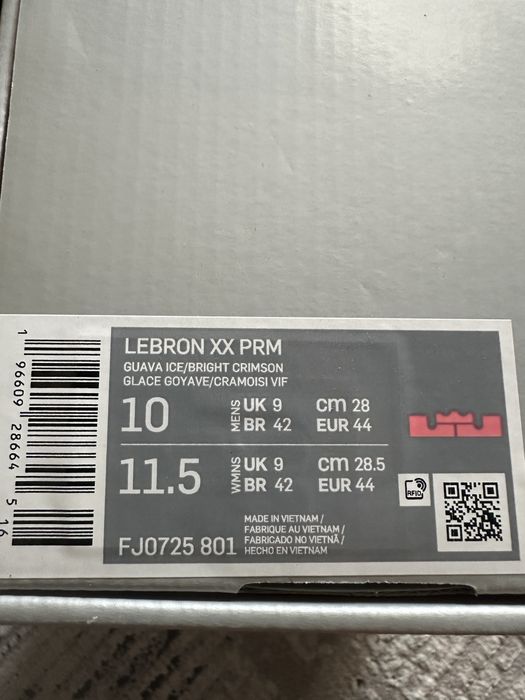 LEBRON XX PRM
GUAVA ICE/BRIGHT CRIMSON
GLACE GOYAVE/CRAMOISI VIF
10 MENS UK 9 cm 28
BR 42 EUR 44
11.5 WMNS UK 9 cm 28.5
BR 42 EUR 44
RFID
MADE IN VIETNAM /
FABRIQUE AU VIETNAM /
FABRICADO NO VIETNÃ /
HECHO EN VIETNAM
FJ0725 801
1 96609 28664 5 16